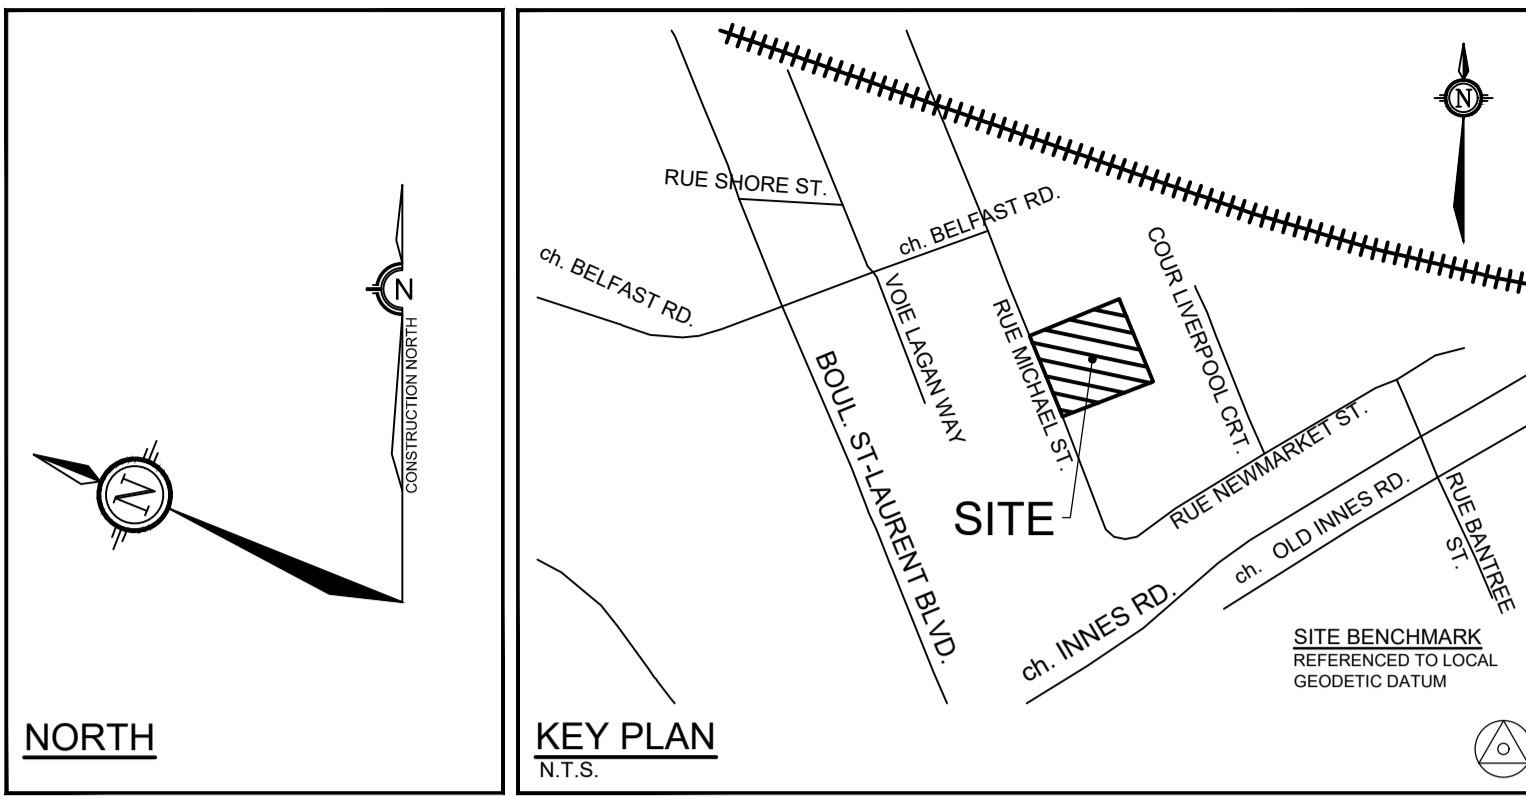 N
CONSTRUCTION NORTH
N
NORTH
N
RUE SHORE ST.
ch. BELFAST RD.
ch. BELFAST RD.
COUR LIVERPOOL CRT.
VOIE LAGAN WAY
RUE MICHAEL ST.
BOUL. ST-LAURENT BLVD.
RUE NEWMARKET ST.
SITE
ch. OLD INNES RD.
RUE BANTREE
ST.
ch. INNES RD.
SITE BENCHMARK
REFERENCED TO LOCAL
GEODETIC DATUM
KEY PLAN
N.T.S.